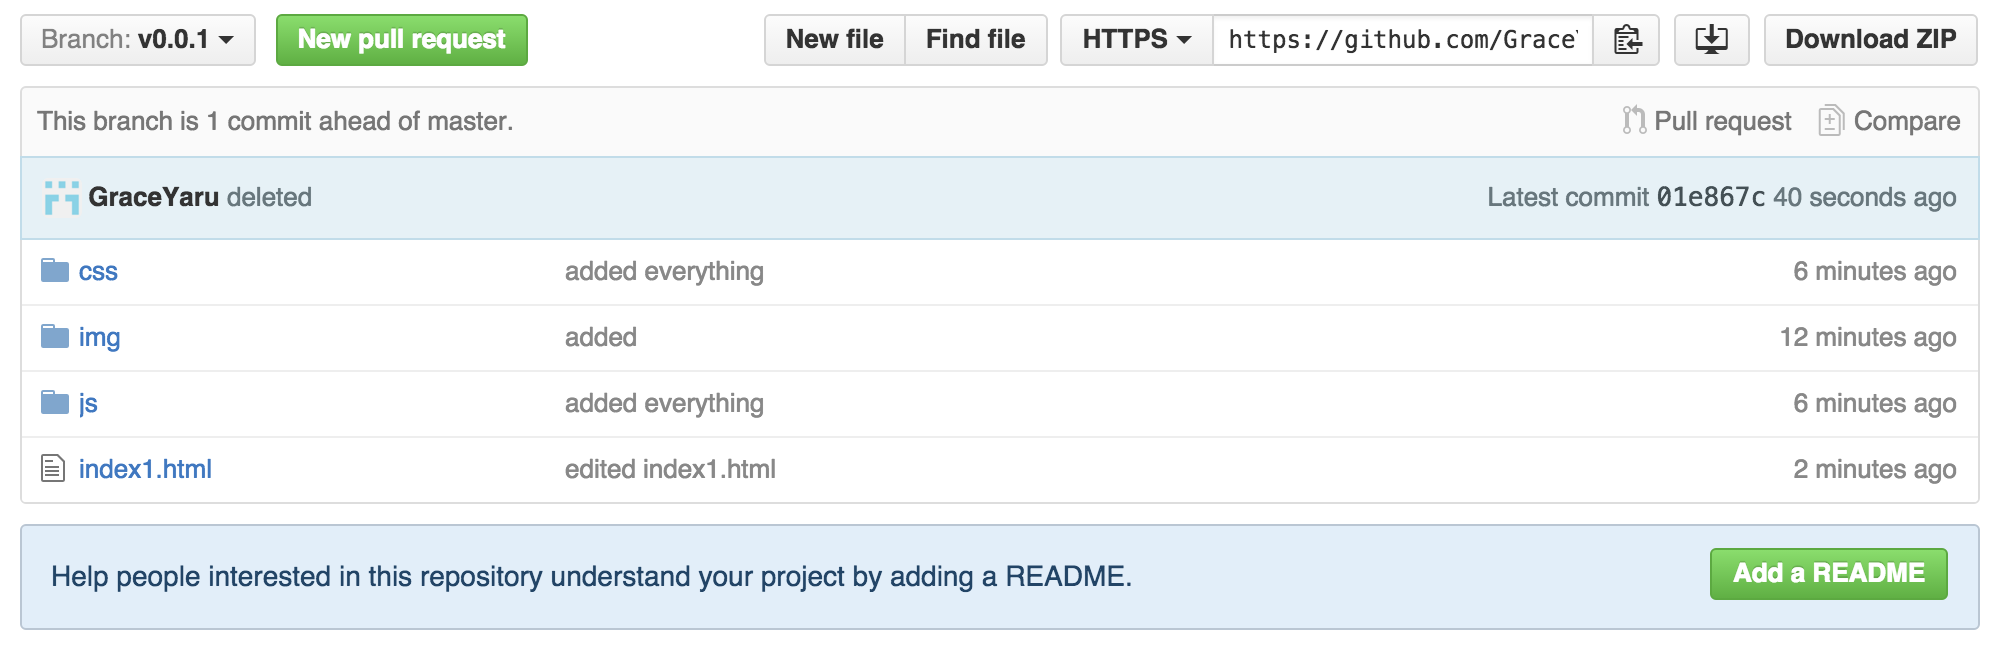 Branch: v0.0.1 New pull request New file Find file HTTPS https://github.com/Grace Download ZIP
This branch is 1 commit ahead of master. Pull request Compare
GraceYaru deleted Latest commit 01e867c 40 seconds ago
css added everything 6 minutes ago
img added 12 minutes ago
js added everything 6 minutes ago
index1.html edited index1.html 2 minutes ago
Help people interested in this repository understand your project by adding a README. Add a README